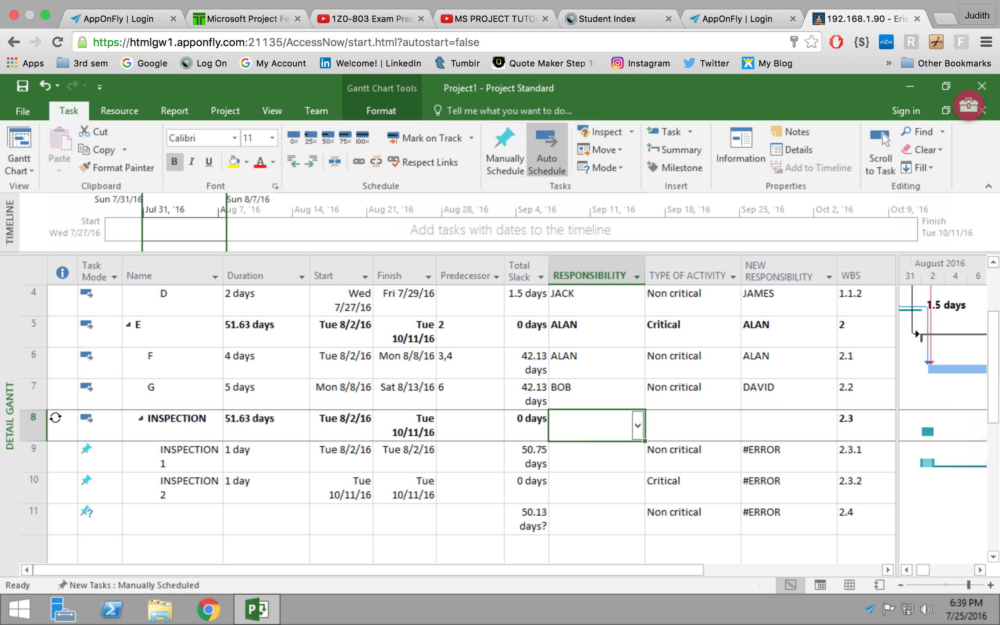 AppOnFly | Login
Microsoft Project Fe
1Z0-803 Exam Prep
MS PROJECT TUTO
Student Index
AppOnFly | Login
192.168.1.90 - Eric
Judith
https://htmlgw1.apponfly.com:21135/AccessNow/start.html?autostart=false
{S} piZap R F
Apps 3rd sem Google Log On My Account Welcome! | LinkedIn Tumblr Quote Maker Step 1: Instagram Twitter My Blog » Other Bookmarks
Gantt Chart Tools Project1 - Project Standard
File Task Resource Report Project View Team Format Tell me what you want to do... Sign in
Gantt Chart
View
Paste
Cut
Copy
Format Painter
Clipboard
Calibri 11
B I U A
Font
0% 25% 50% 75% 100%
Mark on Track
Respect Links
Schedule
Manually Schedule
Auto Schedule
Inspect
Move
Mode
Tasks
Task
Summary
Milestone
Insert
Information
Notes
Details
Add to Timeline
Properties
Scroll to Task
Find
Clear
Fill
Editing
TIMELINE
Sun 7/31/16 Sun 8/7/16
Jul 31, '16 Aug 7, '16 Aug 14, '16 Aug 21, '16 Aug 28, '16 Sep 4, '16 Sep 11, '16 Sep 18, '16 Sep 25, '16 Oct 2, '16 Oct 9, '16
Start
Wed 7/27/16
Add tasks with dates to the timeline
Finish
Tue 10/11/16
DETAIL GANTT
Task Mode Name Duration Start Finish Predecessor Total Slack RESPONSIBILITY TYPE OF ACTIVITY NEW RESPONSIBILITY WBS
August 2016
31 2 4 6
4 D 2 days Wed 7/27/16 Fri 7/29/16 1.5 days JACK Non critical JAMES 1.1.2
1.5 days
5 E 51.63 days Tue 8/2/16 Tue 10/11/16 2 0 days ALAN Critical ALAN 2
6 F 4 days Tue 8/2/16 Mon 8/8/16 3,4 42.13 days ALAN Non critical ALAN 2.1
7 G 5 days Mon 8/8/16 Sat 8/13/16 6 42.13 days BOB Non critical DAVID 2.2
8 INSPECTION 51.63 days Tue 8/2/16 Tue 10/11/16 0 days 2.3
9 INSPECTION 1 1 day Tue 8/2/16 Tue 8/2/16 50.75 days Non critical #ERROR 2.3.1
10 INSPECTION 2 1 day Tue 10/11/16 Tue 10/11/16 0 days Critical #ERROR 2.3.2
11 50.13 days? Non critical #ERROR 2.4
Ready New Tasks : Manually Scheduled
6:39 PM
7/25/2016